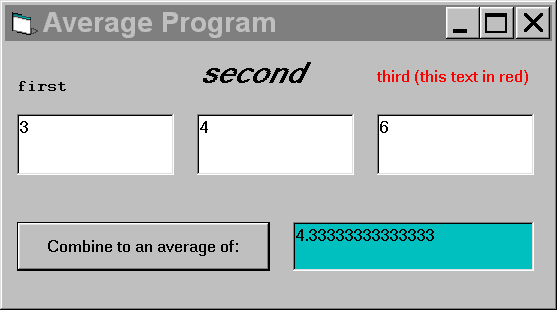 Average Program
first
second
third (this text in red)
3
4
6
Combine to an average of:
4.33333333333333